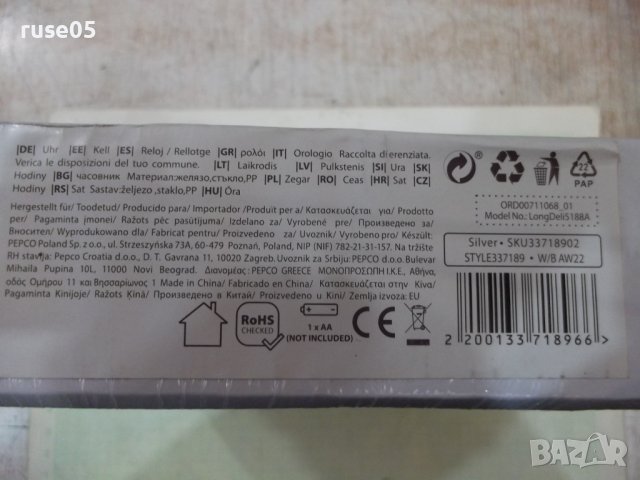 ruse05
|DE| Uhr |EE| Kell |ES| Reloj / Rellotge |GR| ρολόι |IT| Orologio Raccolta differenziata.
Verica le disposizioni del tuo commune. |LT| Laikrodis |LV| Pulkstenis |SI| Ura |SK|
Hodiny |BG| часовник Материал:желязо,стъкло,PP |PL| Zegar |RO| Ceas |HR| Sat |CZ|
Hodiny |RS| Sat Sastav:željezo ,staklo,PP |HU| Óra
Hergestellt für/ Toodetud/ Producido para/ Importador /Produit per a/ Κατασκευάζεται για/ Prodotto
per/ Pagaminta įmonei/ Ražots pēc pasūtījuma/ Izdelano za/ Vyrobené pre/ Произведено за
Вносител/ Wyprodukowano dla/ Fabricat pentru/ Proizvedeno za/ Vyrobeno pro/ Készült:
PEPCO Poland Sp. z o.o., ul. Strzeszyńska 73A, 60-479 Poznań, Poland, NIP (NIF) 782-21-31-157. Na tržište
RH stav¶ja: Pepco Croatia d.o.o., D. T. Gavrana 11, 10020 Zagreb. Uvoznik za Srbiju: PEPCO d.o.o. Bulevar
Mihaila Pupina 10L, 11000 Novi Beograd. Διανομέας : PEPCO GREECE ΜΟΝΟΠΡΟΣΩΠΗ Ι.Κ.Ε., Αθήνα,
οδος Ομήρου 11 και Βησσαρίωνος 1 Made in China/ Fabricado en China/ Κατασκευάζεται στην Κίνα/
Pagaminta Kinijoje/ Ražots Ķīnā/ Произведено в Китай/ Proizvedeno u Kini/ Zemlja izvoza: EU
RoHS
CHECKED
1 x AA
(NOT INCLUDED)
CE
22
PAP
ORD00711068_01
Model No.: LongDeli5188A
Silver • SKU33718902
STYLE337189 • W/B AW22
2 200133 718966 >
BAZAR